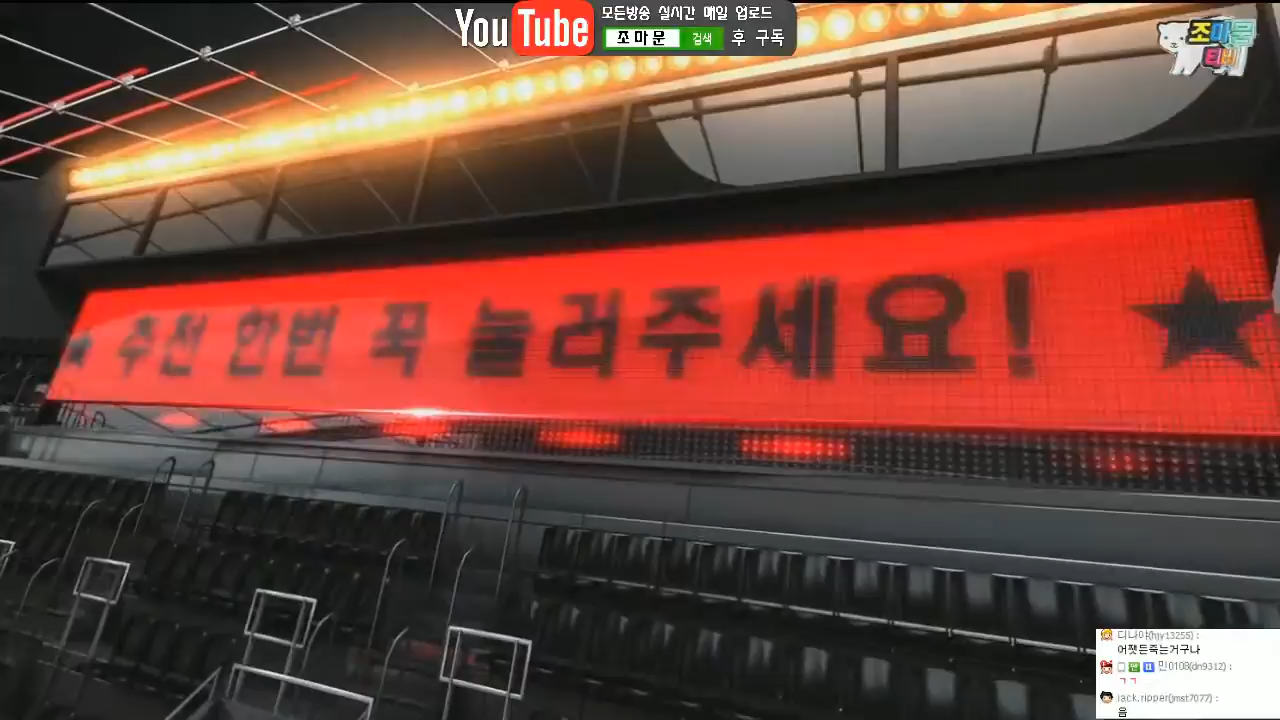 YouTube
모든방송 실시간 매일 업로드
조마문 검색 후 구독
조마문
티비
★ 추천 한번 꼭 눌러주세요! ★
디나야(hjy13255) :
어쨋든죽는거구나
민0108(dn9312) :
ㄱㄱ
jack.ripper(jmst7077) :
음